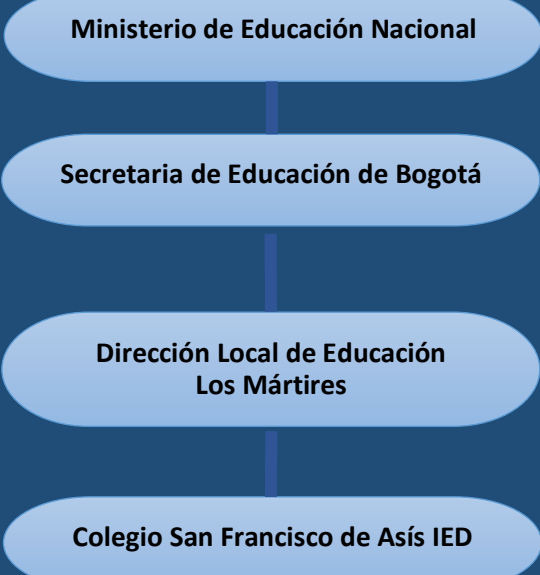 Ministerio de Educación Nacional
Secretaria de Educación de Bogotá
Dirección Local de Educación
Los Mártires
Colegio San Francisco de Asís IED